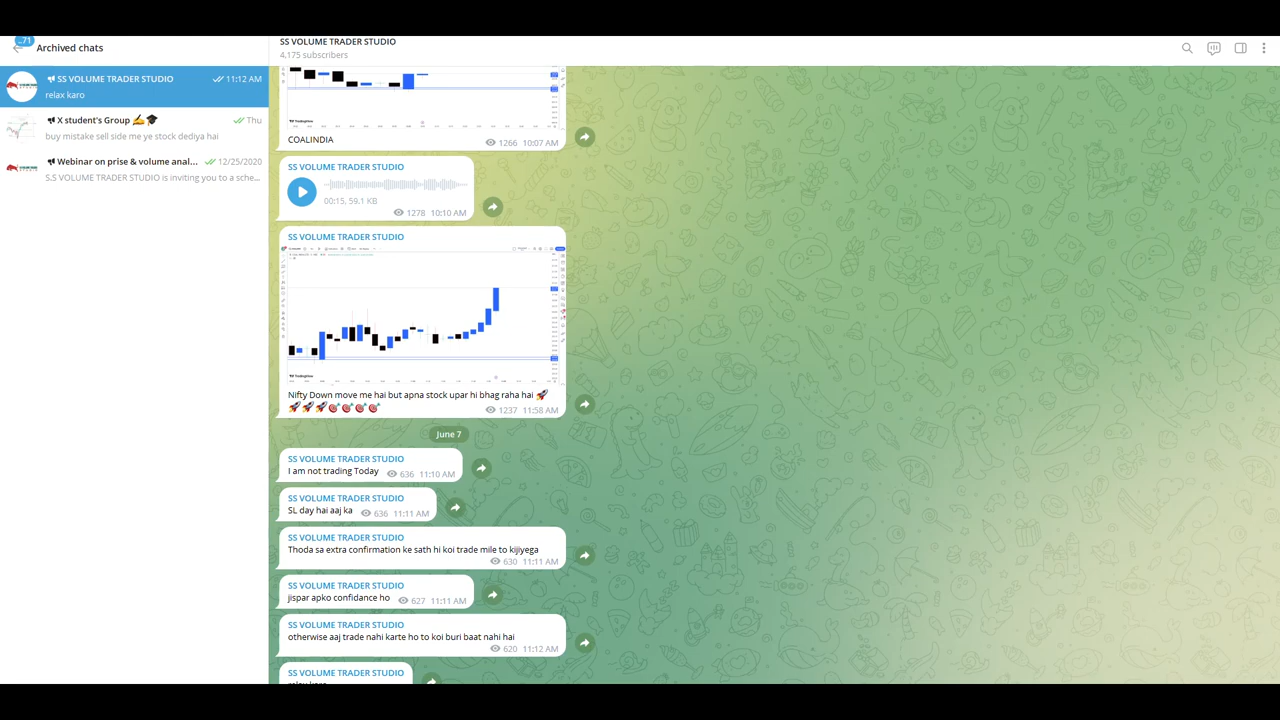 ..71
Archived chats
SS VOLUME TRADER STUDIO
11:12 AM
relax karo
X student's Group
Thu
buy mistake sell side me ye stock dediya hai
Webinar on prise & volume anal...
12/25/2020
S.S VOLUME TRADER STUDIO is inviting you to a sche...
SS VOLUME TRADER STUDIO
4,175 subscribers
TradingView
COALINDIA
1266 10:07 AM
SS VOLUME TRADER STUDIO
00:15, 59.1 KB
1278 10:10 AM
SS VOLUME TRADER STUDIO
TradingView
Nifty Down move me hai but apna stock upar hi bhag raha hai
1237 11:58 AM
June 7
SS VOLUME TRADER STUDIO
I am not trading Today 636 11:10 AM
SS VOLUME TRADER STUDIO
SL day hai aaj ka 636 11:11 AM
SS VOLUME TRADER STUDIO
Thoda sa extra confirmation ke sath hi koi trade mile to kijiyega
630 11:11 AM
SS VOLUME TRADER STUDIO
jispar apko confidance ho 627 11:11 AM
SS VOLUME TRADER STUDIO
otherwise aaj trade nahi karte ho to koi buri baat nahi hai
620 11:12 AM
SS VOLUME TRADER STUDIO
relax karo